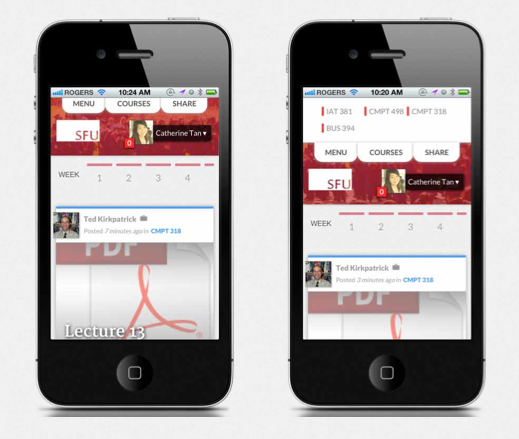 ROGERS 10:24 AM
MENU COURSES SHARE
SFU
0
Catherine Tan ▾
WEEK 1 2 3 4
Ted Kirkpatrick
Posted 7 minutes ago in CMPT 318
PDF
Lecture 13
ROGERS 10:20 AM
IAT 381 CMPT 498 CMPT 318
BUS 394
MENU COURSES SHARE
SFU
0
Catherine Tan ▾
WEEK 1 2 3 4
Ted Kirkpatrick
Posted 3 minutes ago in CMPT 318
PDF